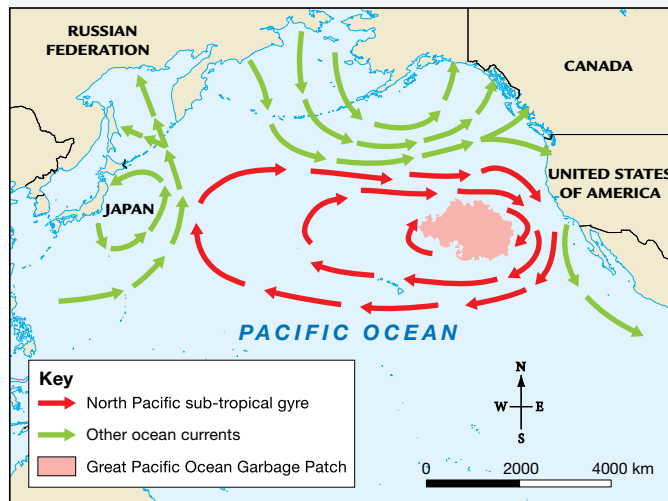 RUSSIAN
FEDERATION
CANADA
UNITED STATES
OF AMERICA
JAPAN
PACIFIC OCEAN
Key
North Pacific sub-tropical gyre
Other ocean currents
Great Pacific Ocean Garbage Patch
N
W E
S
0 2000 4000 km